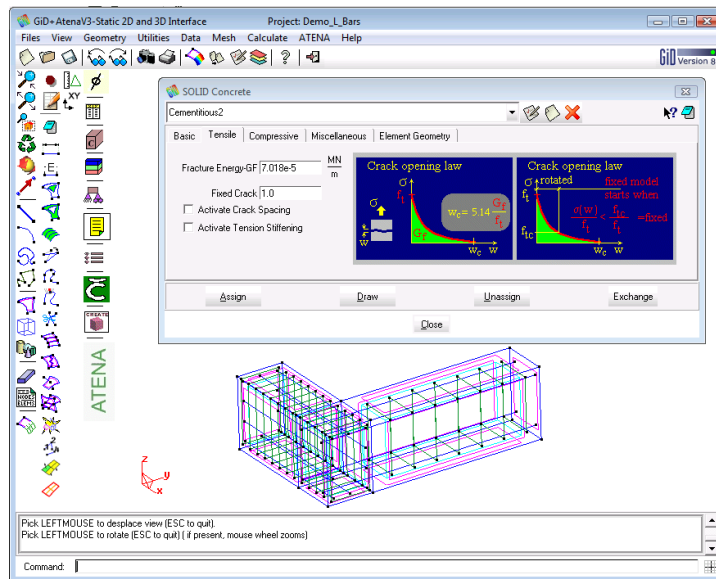 GiD+AtenaV3-Static 2D and 3D Interface Project: Demo_L_Bars
Files View Geometry Utilities Data Mesh Calculate ATENA Help
GiD Version 8
XY
SOLID Concrete
Cementitious2
Basic Tensile Compressive Miscellaneous Element Geometry
Fracture Energy-GF 7.018e-5 MN/m
Fixed Crack 1.0
Activate Crack Spacing
Activate Tension Stiffening
Crack opening law
σ
f_t
σ
w
G_f
w_c = 5.14 G_f/f_t
w_c w
Crack opening law
σ rotated
f_t
f_tc
fixed model
starts when
σ(w)/f_t < f_tc/f_t =fixed
w_c w
Assign Draw Unassign Exchange
Close
CREATE
ATENA
z
y
x
Pick LEFTMOUSE to desplace view (ESC to quit).
Pick LEFTMOUSE to rotate (ESC to quit) ( if present, mouse wheel zooms)
Command: